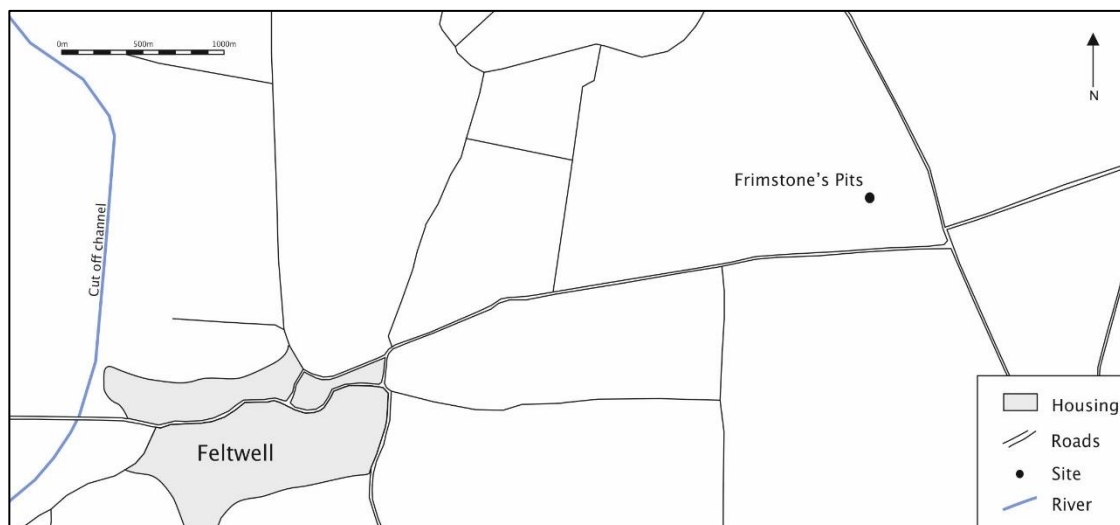 0m 500m 1000m
N
Frimstone's Pits
Cut off channel
Feltwell
Housing
Roads
Site
River